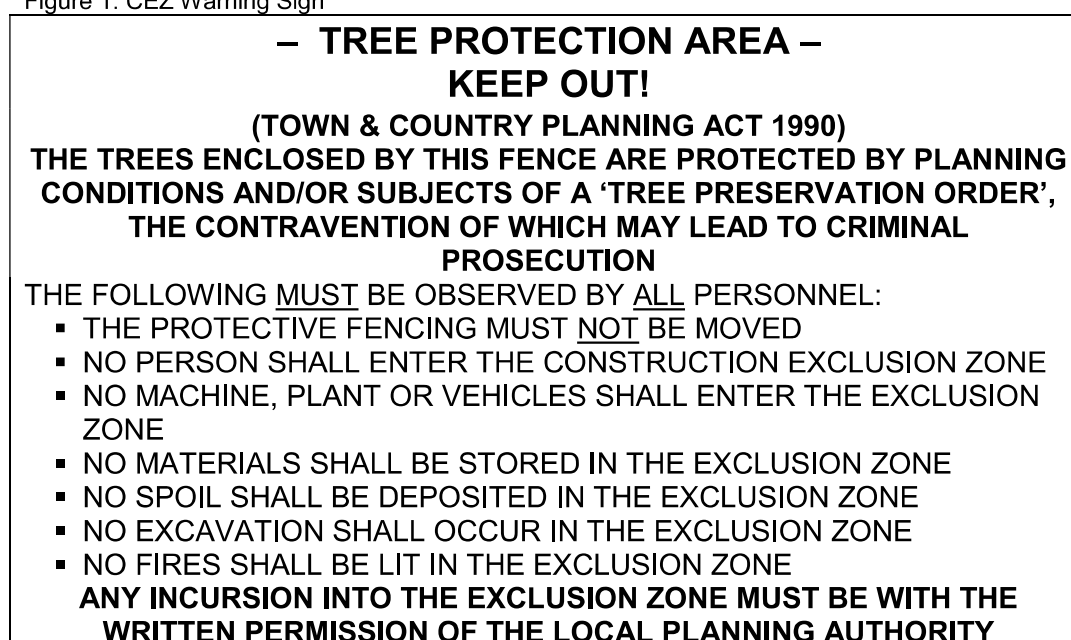 Figure 1: CEZ Warning Sign
– TREE PROTECTION AREA –
KEEP OUT!
(TOWN & COUNTRY PLANNING ACT 1990)
THE TREES ENCLOSED BY THIS FENCE ARE PROTECTED BY PLANNING
CONDITIONS AND/OR SUBJECTS OF A ‘TREE PRESERVATION ORDER’,
THE CONTRAVENTION OF WHICH MAY LEAD TO CRIMINAL
PROSECUTION
THE FOLLOWING MUST BE OBSERVED BY ALL PERSONNEL:
▪ THE PROTECTIVE FENCING MUST NOT BE MOVED
▪ NO PERSON SHALL ENTER THE CONSTRUCTION EXCLUSION ZONE
▪ NO MACHINE, PLANT OR VEHICLES SHALL ENTER THE EXCLUSION
ZONE
▪ NO MATERIALS SHALL BE STORED IN THE EXCLUSION ZONE
▪ NO SPOIL SHALL BE DEPOSITED IN THE EXCLUSION ZONE
▪ NO EXCAVATION SHALL OCCUR IN THE EXCLUSION ZONE
▪ NO FIRES SHALL BE LIT IN THE EXCLUSION ZONE
ANY INCURSION INTO THE EXCLUSION ZONE MUST BE WITH THE
WRITTEN PERMISSION OF THE LOCAL PLANNING AUTHORITY